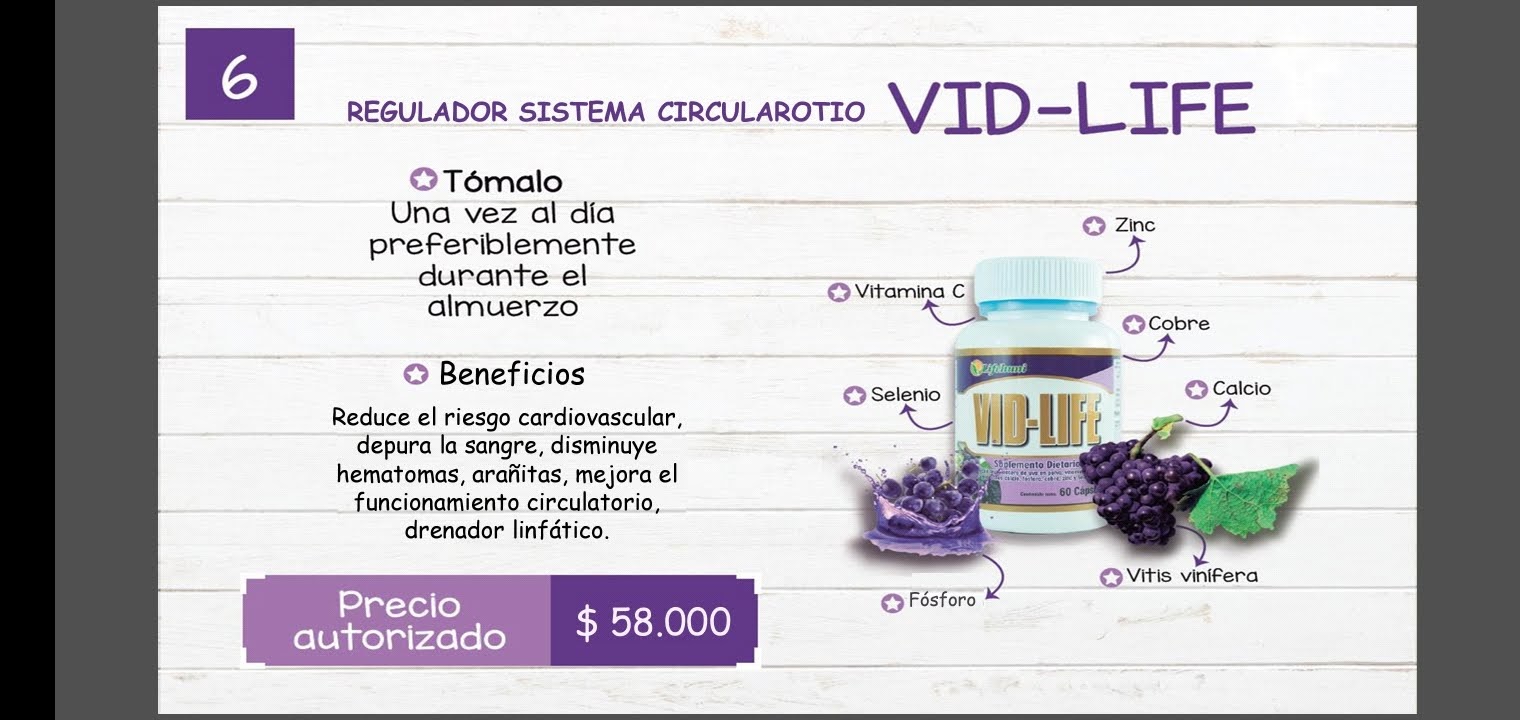 6
REGULADOR SISTEMA CIRCULAROTIO VID-LIFE
Tómalo
Una vez al día
preferiblemente
durante el
almuerzo
Beneficios
Reduce el riesgo cardiovascular,
depura la sangre, disminuye
hematomas, arañitas, mejora el
funcionamiento circulatorio,
drenador linfático.
Precio
autorizado
$ 58.000
Zinc
Vitamina C
Cobre
Selenio
Calcio
VID-LIFE
Suplemento Dietario
60
Vitis vinífera
Fósforo